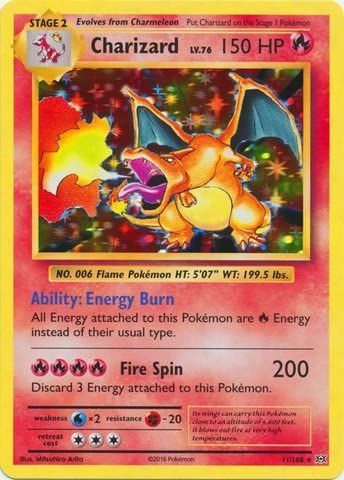 STAGE 2 Evolves from Charmeleon Put Charizard on the Stage 1 Pokémon
Charizard LV.76 150 HP
NO. 006 Flame Pokémon HT: 5'07" WT: 199.5 lbs.
Ability: Energy Burn
All Energy attached to this Pokémon are Energy
instead of their usual type.
Fire Spin 200
Discard 3 Energy attached to this Pokémon.
weakness ×2 resistance -20
retreat
cost
Its wings can carry this Pokémon
close to an altitude of 4,600 feet.
It blows out fire at very high
temperatures.
Illus. Mitsuhiro Arita ©2016 Pokémon 11/108 ★